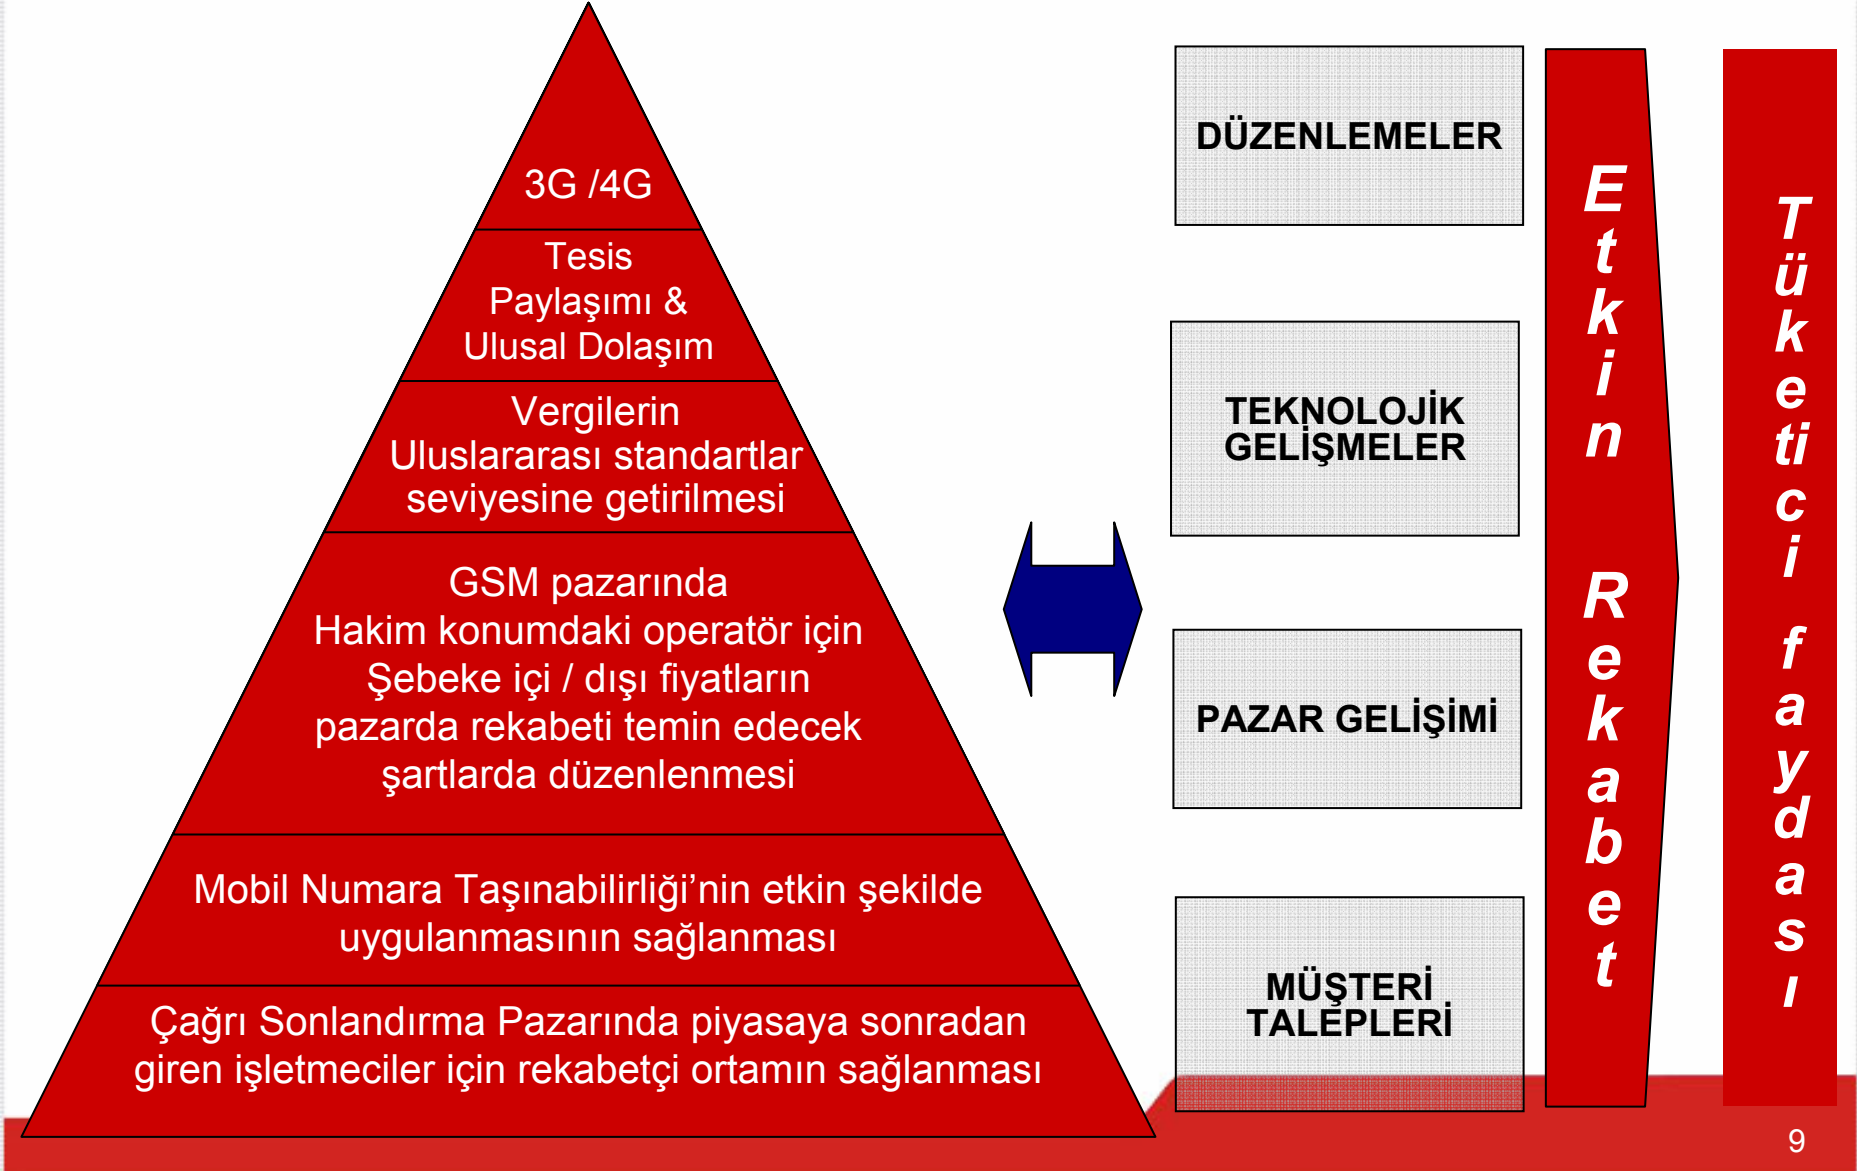 3G /4G
Tesis
Paylaşımı &
Ulusal Dolaşım
Vergilerin
Uluslararası standartlar
seviyesine getirilmesi
GSM pazarında
Hakim konumdaki operatör için
Şebeke içi / dışı fiyatların
pazarda rekabeti temin edecek
şartlarda düzenlenmesi
Mobil Numara Taşınabilirliği’nin etkin şekilde
uygulanmasının sağlanması
Çağrı Sonlandırma Pazarında piyasaya sonradan
giren işletmeciler için rekabetçi ortamın sağlanması
DÜZENLEMELER
TEKNOLOJİK
GELİŞMELER
PAZAR GELİŞİMİ
MÜŞTERİ
TALEPLERİ
Etkin Rekabet
Tüketici faydası
9